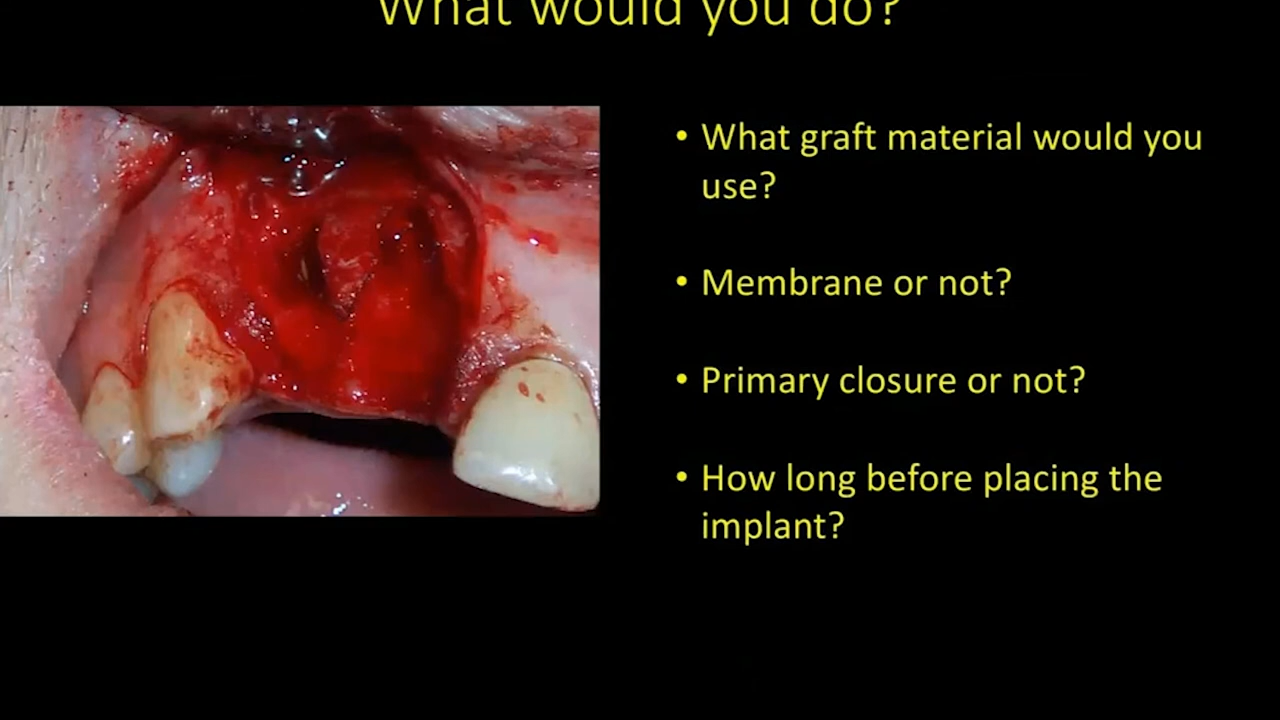 What would you do?
• What graft material would you
use?
• Membrane or not?
• Primary closure or not?
• How long before placing the
implant?